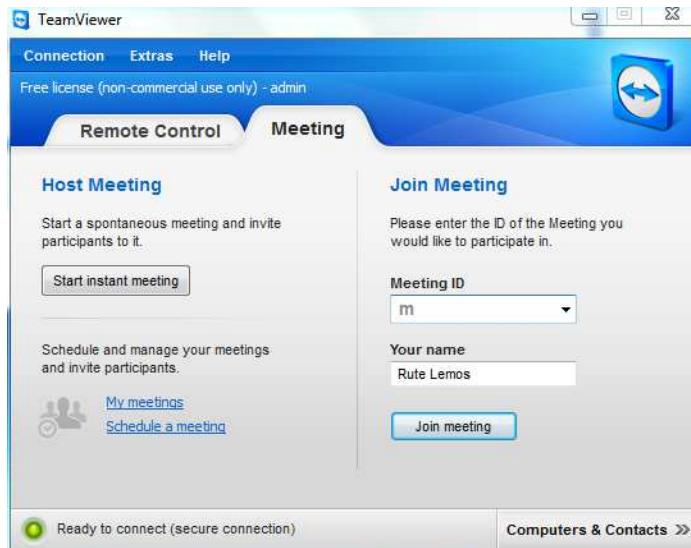 TeamViewer
Connection Extras Help
Free license (non-commercial use only) - admin
Remote Control Meeting
Host Meeting
Start a spontaneous meeting and invite
participants to it.
Start instant meeting
Schedule and manage your meetings
and invite participants.
My meetings
Schedule a meeting
Join Meeting
Please enter the ID of the Meeting you
would like to participate in.
Meeting ID
m
Your name
Rute Lemos
Join meeting
Ready to connect (secure connection)
Computers & Contacts >>